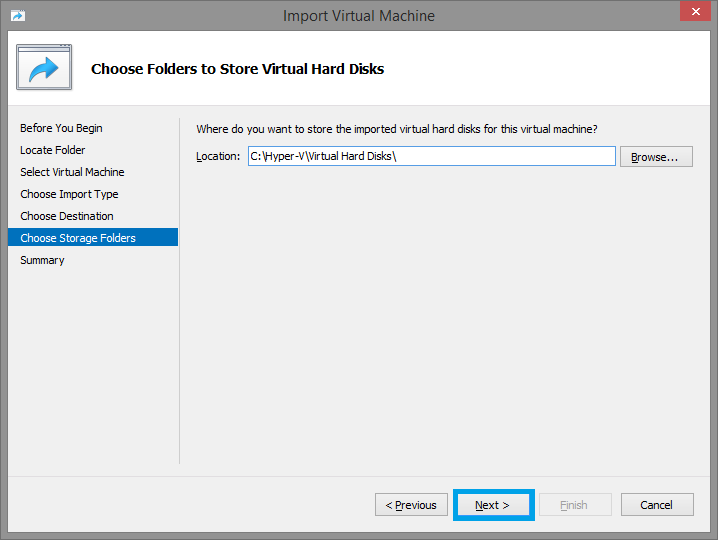 Import Virtual Machine
Choose Folders to Store Virtual Hard Disks
Before You Begin
Locate Folder
Select Virtual Machine
Choose Import Type
Choose Destination
Choose Storage Folders
Summary
Where do you want to store the imported virtual hard disks for this virtual machine?
Location: C:\Hyper-V\Virtual Hard Disks\ Browse...
< Previous Next > Finish Cancel